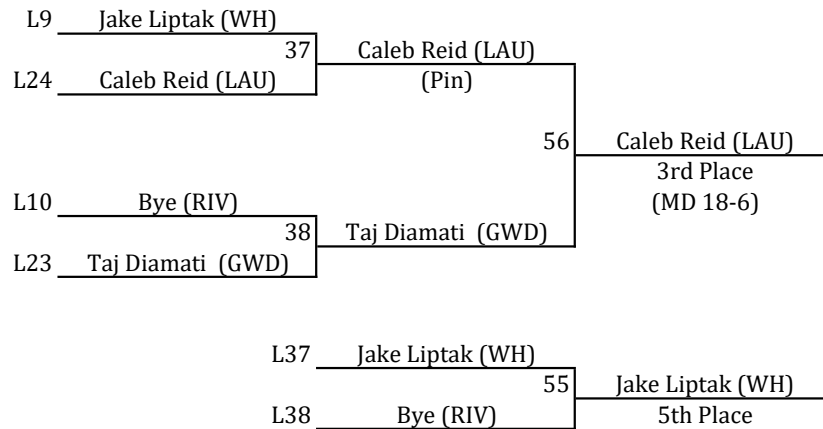 L9 Jake Liptak (WH)
37 Caleb Reid (LAU)
L24 Caleb Reid (LAU) (Pin)
56 Caleb Reid (LAU)
3rd Place
L10 Bye (RIV) (MD 18-6)
38 Taj Diamati (GWD)
L23 Taj Diamati (GWD)
L37 Jake Liptak (WH)
55 Jake Liptak (WH)
L38 Bye (RIV) 5th Place